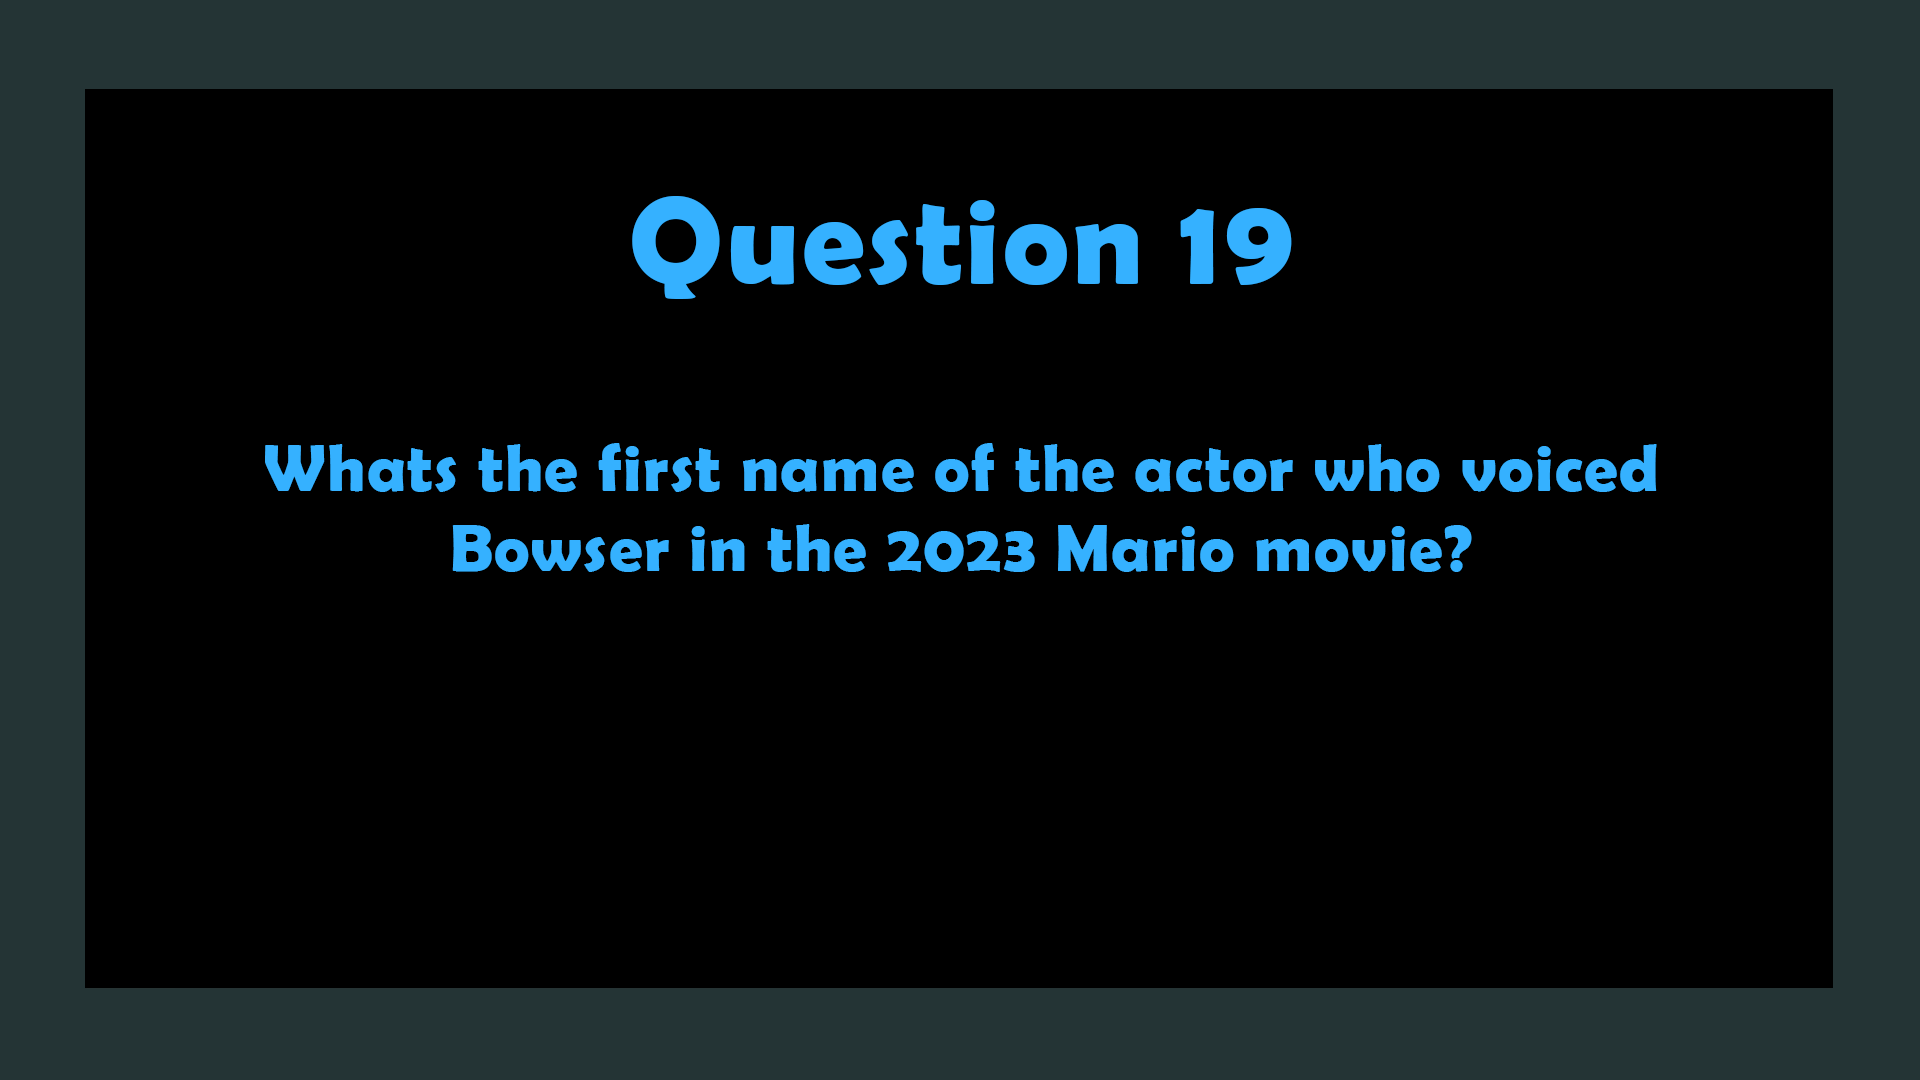 Question 19
Whats the first name of the actor who voiced
Bowser in the 2023 Mario movie?